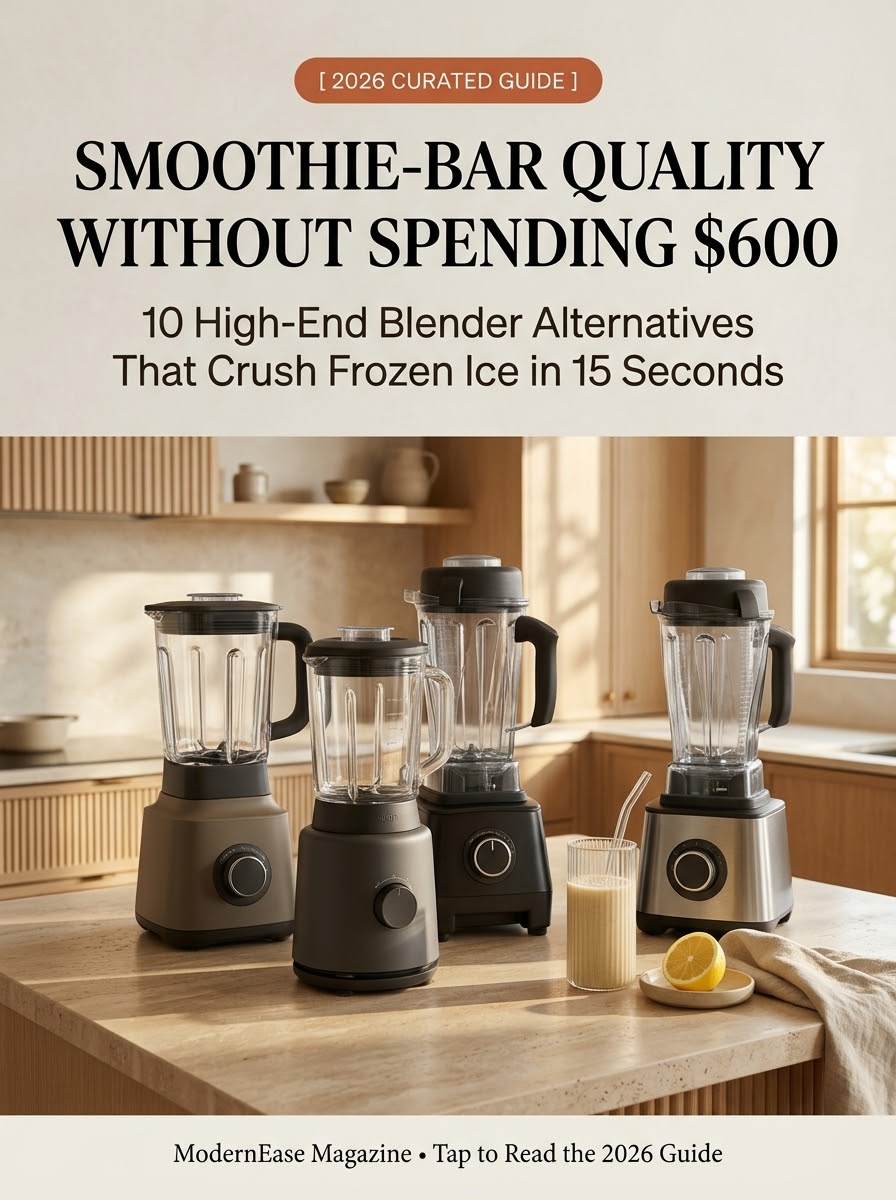 [ 2026 CURATED GUIDE ]
SMOOTHIE-BAR QUALITY
WITHOUT SPENDING $600
10 High-End Blender Alternatives
That Crush Frozen Ice in 15 Seconds
ModernEase Magazine • Tap to Read the 2026 Guide